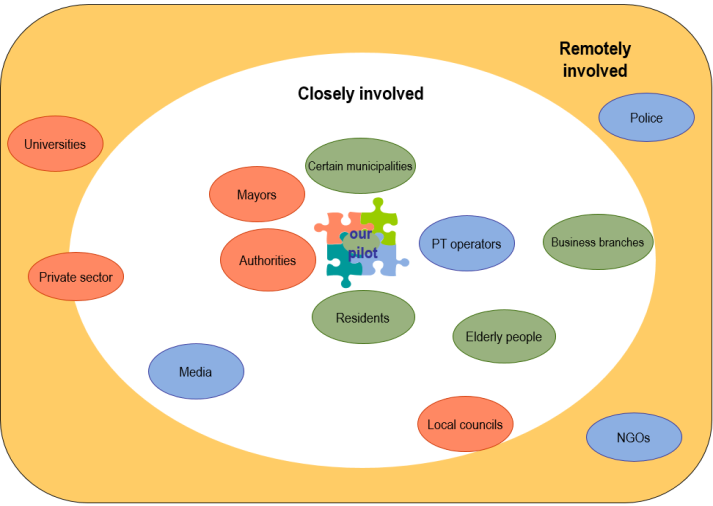 Remotely
involved
Closely involved
Police
Universities
Certain municipalities
Mayors
our
pilot
PT operators
Business branches
Authorities
Private sector
Residents
Elderly people
Media
Local councils
NGOs